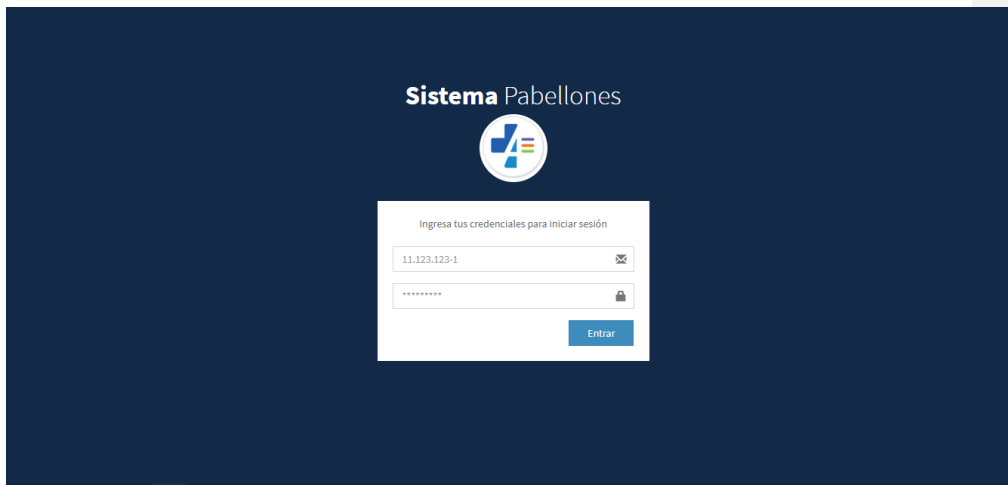 Sistema Pabellones
Ingresa tus credenciales para iniciar sesión
11.123.123-1
*********
Entrar